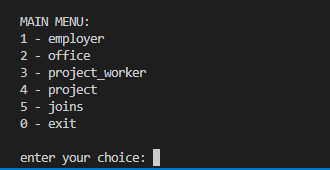 MAIN MENU:
1 - employer
2 - office
3 - project_worker
4 - project
5 - joins
0 - exit
enter your choice: